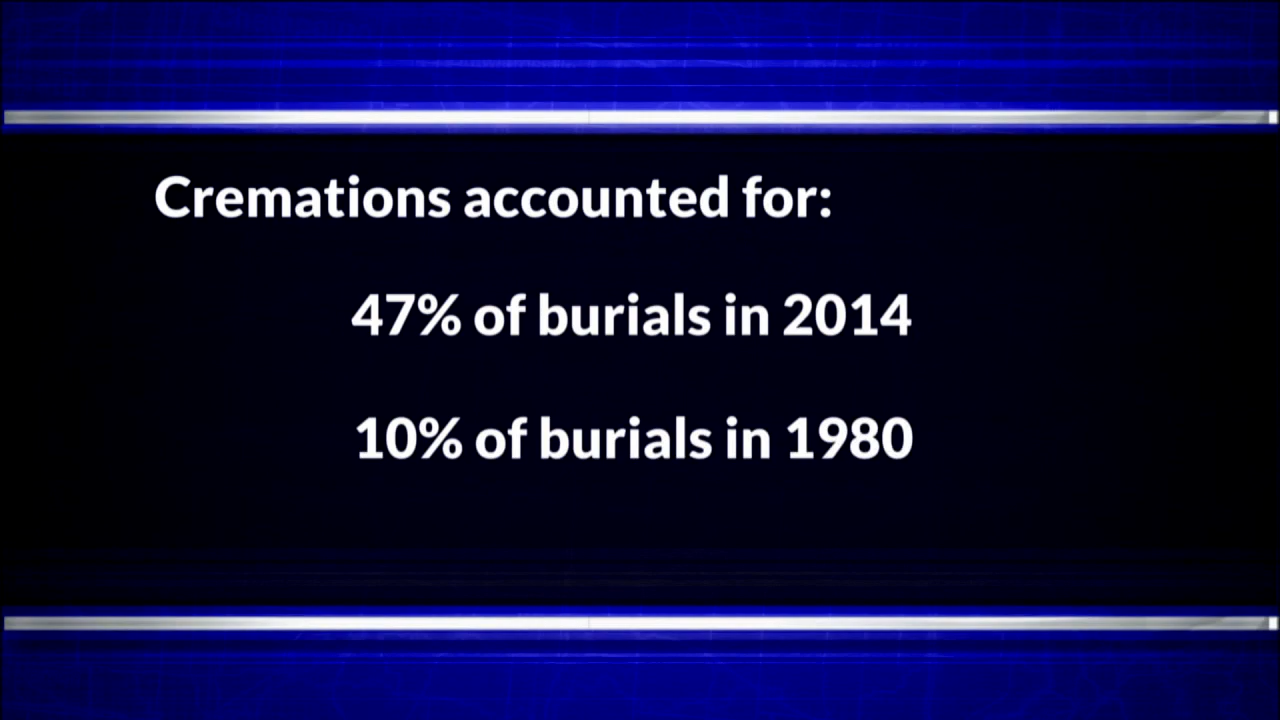 Cremations accounted for:
47% of burials in 2014
10% of burials in 1980